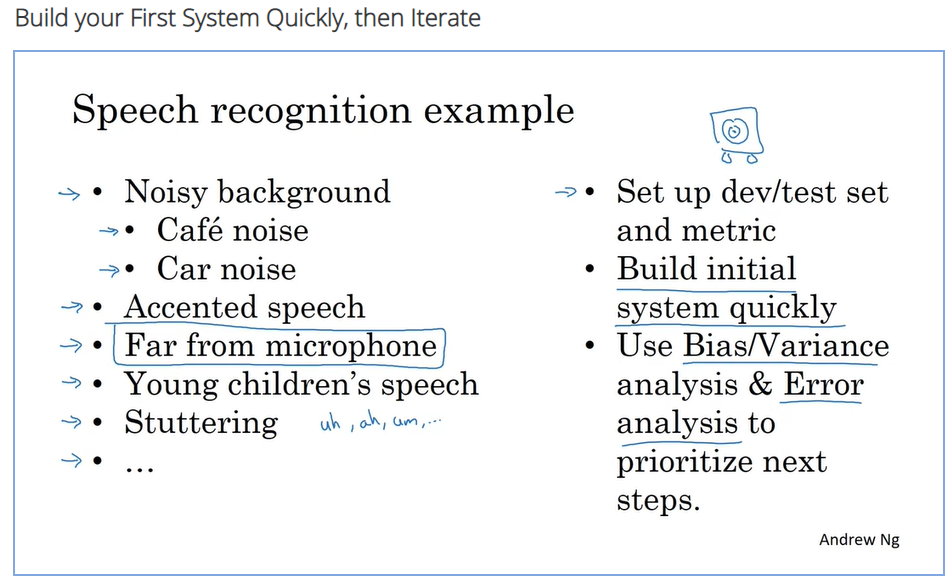 Build your First System Quickly, then Iterate
Speech recognition example
→ • Noisy background
→ • Café noise
→ • Car noise
→ • Accented speech
→ • Far from microphone
→ • Young children’s speech
→ • Stuttering uh, ah, um,...
→ • ...
→ • Set up dev/test set
and metric
• Build initial
system quickly
• Use Bias/Variance
analysis & Error
analysis to
prioritize next
steps.
Andrew Ng